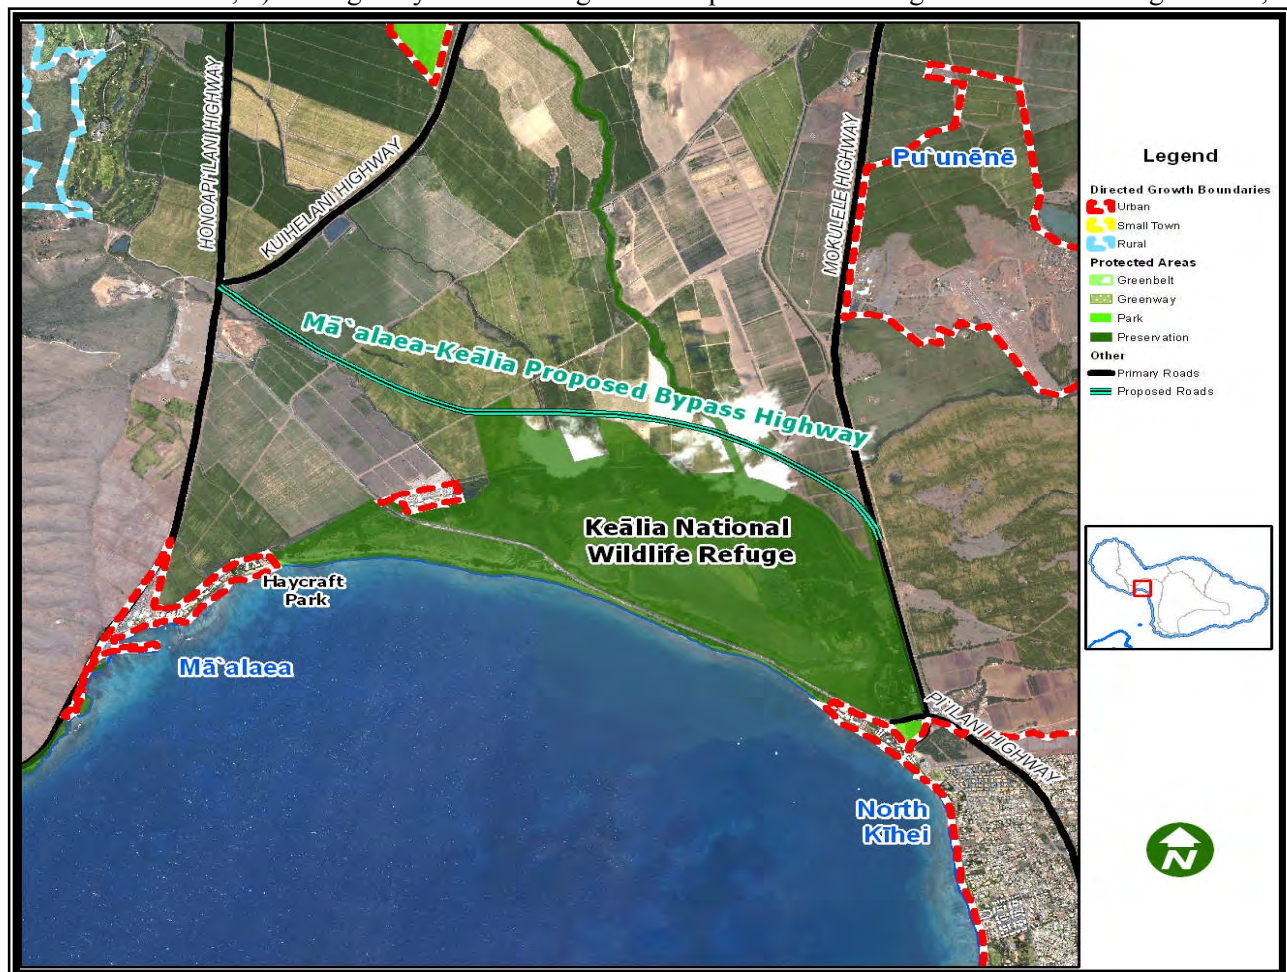 HONOAPI'ILANI HIGHWAY
KUIHELANI HIGHWAY
MOKULELE HIGHWAY
Pu`unēnē
Mā`alaea-Keālia Proposed Bypass Highway
Keālia National
Wildlife Refuge
Haycraft
Park
Mā`alaea
PI'ILANI HIGHWAY
North
Kīhei
Legend
Directed Growth Boundaries
Urban
Small Town
Rural
Protected Areas
Greenbelt
Greenway
Park
Preservation
Other
Primary Roads
Proposed Roads
N